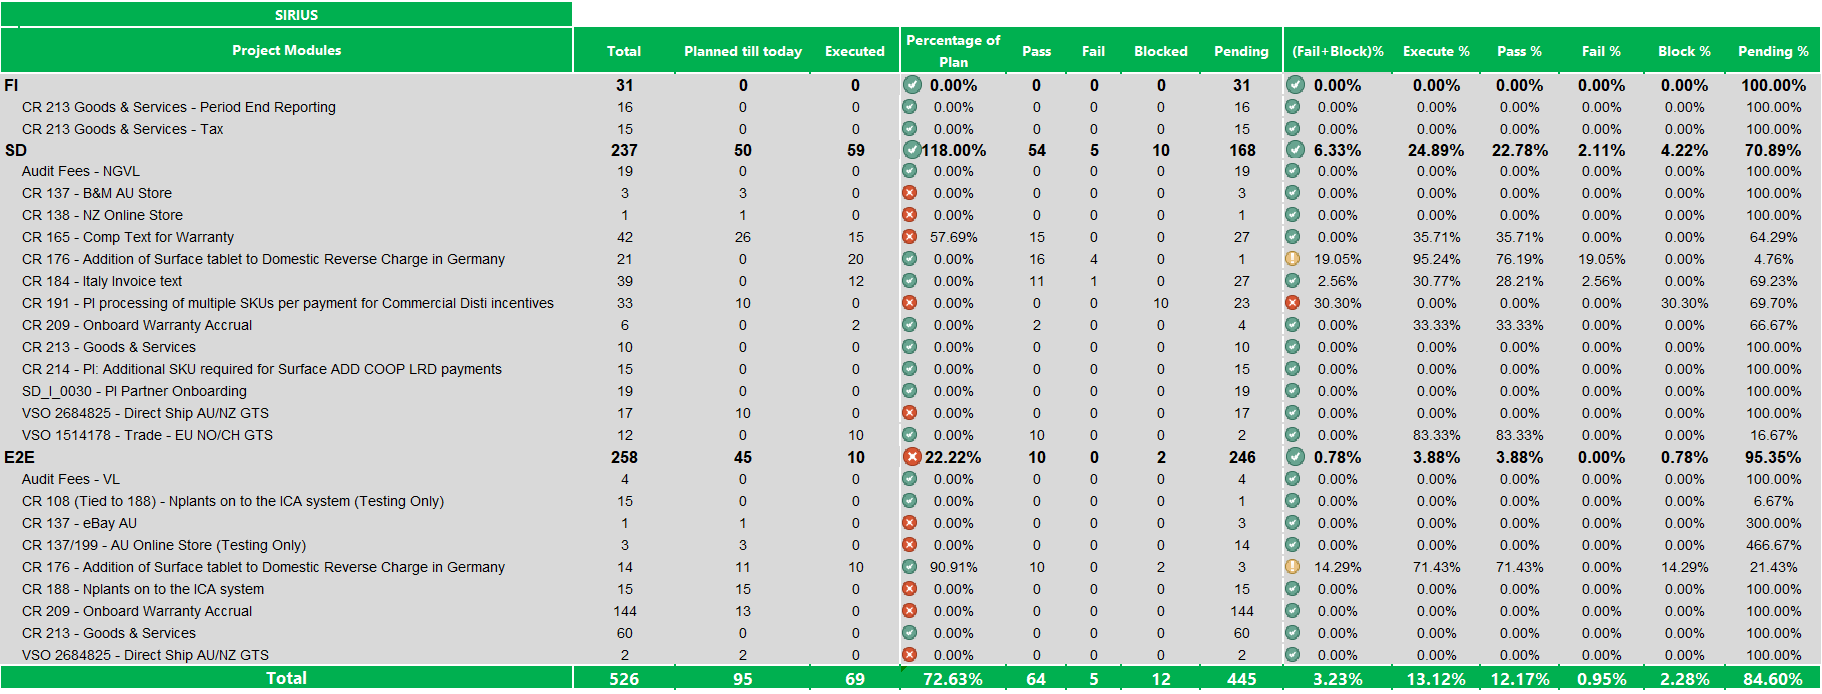 SIRIUS
Project Modules Total Planned till today Executed Percentage of Plan Pass Fail Blocked Pending (Fail+Block)% Execute % Pass % Fail % Block % Pending %
FI 31 0 0 0.00% 0 0 0 31 0.00% 0.00% 0.00% 0.00% 0.00% 100.00%
CR 213 Goods & Services - Period End Reporting 16 0 0 0.00% 0 0 0 16 0.00% 0.00% 0.00% 0.00% 0.00% 100.00%
CR 213 Goods & Services - Tax 15 0 0 0.00% 0 0 0 15 0.00% 0.00% 0.00% 0.00% 0.00% 100.00%
SD 237 50 59 118.00% 54 5 10 168 6.33% 24.89% 22.78% 2.11% 4.22% 70.89%
Audit Fees - NGVL 19 0 0 0.00% 0 0 0 19 0.00% 0.00% 0.00% 0.00% 0.00% 100.00%
CR 137 - B&M AU Store 3 3 0 0.00% 0 0 0 3 0.00% 0.00% 0.00% 0.00% 0.00% 100.00%
CR 138 - NZ Online Store 1 1 0 0.00% 0 0 0 1 0.00% 0.00% 0.00% 0.00% 0.00% 100.00%
CR 165 - Comp Text for Warranty 42 26 15 57.69% 15 0 0 27 0.00% 35.71% 35.71% 0.00% 0.00% 64.29%
CR 176 - Addition of Surface tablet to Domestic Reverse Charge in Germany 21 0 20 0.00% 16 4 0 1 19.05% 95.24% 76.19% 19.05% 0.00% 4.76%
CR 184 - Italy Invoice text 39 0 12 0.00% 11 1 0 27 2.56% 30.77% 28.21% 2.56% 0.00% 69.23%
CR 191 - PI processing of multiple SKUs per payment for Commercial Disti incentives 33 10 0 0.00% 0 0 10 23 30.30% 0.00% 0.00% 0.00% 30.30% 69.70%
CR 209 - Onboard Warranty Accrual 6 0 2 0.00% 2 0 0 4 0.00% 33.33% 33.33% 0.00% 0.00% 66.67%
CR 213 - Goods & Services 10 0 0 0.00% 0 0 0 10 0.00% 0.00% 0.00% 0.00% 0.00% 100.00%
CR 214 - PI: Additional SKU required for Surface ADD COOP LRD payments 15 0 0 0.00% 0 0 0 15 0.00% 0.00% 0.00% 0.00% 0.00% 100.00%
SD_I_0030 - PI Partner Onboarding 19 0 0 0.00% 0 0 0 19 0.00% 0.00% 0.00% 0.00% 0.00% 100.00%
VSO 2684825 - Direct Ship AU/NZ GTS 17 10 0 0.00% 0 0 0 17 0.00% 0.00% 0.00% 0.00% 0.00% 100.00%
VSO 1514178 - Trade - EU NO/CH GTS 12 0 10 0.00% 10 0 0 2 0.00% 83.33% 83.33% 0.00% 0.00% 16.67%
E2E 258 45 10 22.22% 10 0 2 246 0.78% 3.88% 3.88% 0.00% 0.78% 95.35%
Audit Fees - VL 4 0 0 0.00% 0 0 0 4 0.00% 0.00% 0.00% 0.00% 0.00% 100.00%
CR 108 (Tied to 188) - Nplants on to the ICA system (Testing Only) 15 0 0 0.00% 0 0 0 1 0.00% 0.00% 0.00% 0.00% 0.00% 6.67%
CR 137 - eBay AU 1 1 0 0.00% 0 0 0 3 0.00% 0.00% 0.00% 0.00% 0.00% 300.00%
CR 137/199 - AU Online Store (Testing Only) 3 3 0 0.00% 0 0 0 14 0.00% 0.00% 0.00% 0.00% 0.00% 466.67%
CR 176 - Addition of Surface tablet to Domestic Reverse Charge in Germany 14 11 10 90.91% 10 0 2 3 14.29% 71.43% 71.43% 0.00% 14.29% 21.43%
CR 188 - Nplants on to the ICA system 15 15 0 0.00% 0 0 0 15 0.00% 0.00% 0.00% 0.00% 0.00% 100.00%
CR 209 - Onboard Warranty Accrual 144 13 0 0.00% 0 0 0 144 0.00% 0.00% 0.00% 0.00% 0.00% 100.00%
CR 213 - Goods & Services 60 0 0 0.00% 0 0 0 60 0.00% 0.00% 0.00% 0.00% 0.00% 100.00%
VSO 2684825 - Direct Ship AU/NZ GTS 2 2 0 0.00% 0 0 0 2 0.00% 0.00% 0.00% 0.00% 0.00% 100.00%
Total 526 95 69 72.63% 64 5 12 445 3.23% 13.12% 12.17% 0.95% 2.28% 84.60%